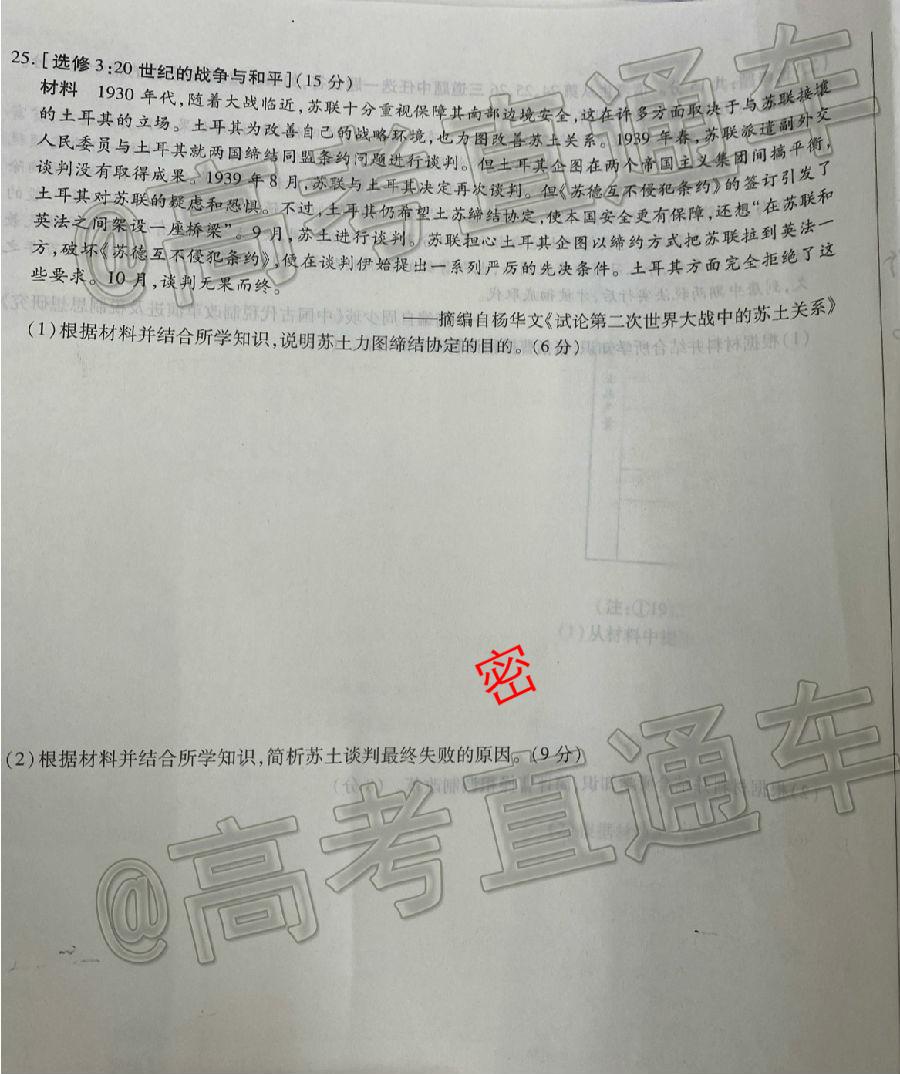 25.[选修3:20世纪的战争与和平](15分)
材料 1930年代,随着大战临近,苏联十分重视保障其南部边境安全,这在许多方面取决于与苏联接壤
的土耳其的立场。土耳其为改善自己的战略环境,也力图改善苏土关系。1939年春,苏联派遣副外交
人民委员与土耳其就两国缔结同盟条约问题进行谈判。但土耳其企图在两个帝国主义集团间搞平衡,
谈判没有取得成果。1939年8月,苏联与土耳其决定再次谈判。但《苏德互不侵犯条约》的签订引发了
土耳其对苏联的疑虑和恐惧。不过,土耳其仍希望土苏缔结协定,使本国安全更有保障,还想“在苏联和
英法之间架设一座桥梁”。9月,苏土进行谈判。苏联担心土耳其企图以缔约方式把苏联拉到英法一
方,破坏《苏德互不侵犯条约》,便在谈判伊始提出一系列严厉的先决条件。土耳其方面完全拒绝了这
些要求。10月,谈判无果而终。
——摘编自杨华文《试论第二次世界大战中的苏土关系》
(1)根据材料并结合所学知识,说明苏土力图缔结协定的目的。(6分)
密
(2)根据材料并结合所学知识,简析苏土谈判最终失败的原因。(9分)
@高考直通车
@高考直通车